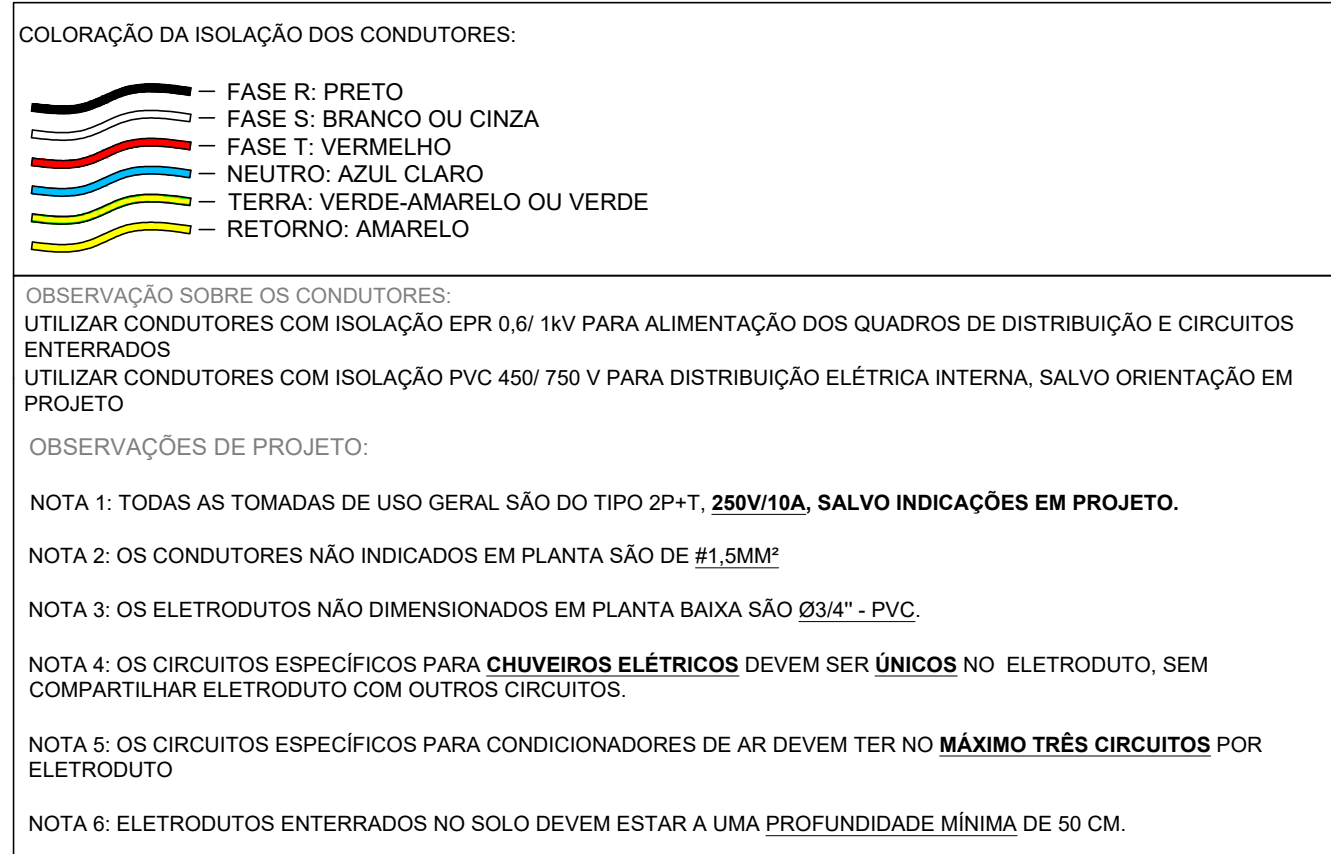 COLORAÇÃO DA ISOLAÇÃO DOS CONDUTORES:
FASE R: PRETO
FASE S: BRANCO OU CINZA
FASE T: VERMELHO
NEUTRO: AZUL CLARO
TERRA: VERDE-AMARELO OU VERDE
RETORNO: AMARELO
OBSERVAÇÃO SOBRE OS CONDUTORES:
UTILIZAR CONDUTORES COM ISOLAÇÃO EPR 0,6/ 1kV PARA ALIMENTAÇÃO DOS QUADROS DE DISTRIBUIÇÃO E CIRCUITOS
ENTERRADOS
UTILIZAR CONDUTORES COM ISOLAÇÃO PVC 450/ 750 V PARA DISTRIBUIÇÃO ELÉTRICA INTERNA, SALVO ORIENTAÇÃO EM
PROJETO
OBSERVAÇÕES DE PROJETO:
NOTA 1: TODAS AS TOMADAS DE USO GERAL SÃO DO TIPO 2P+T, 250V/10A, SALVO INDICAÇÕES EM PROJETO.
NOTA 2: OS CONDUTORES NÃO INDICADOS EM PLANTA SÃO DE #1,5MM²
NOTA 3: OS ELETRODUTOS NÃO DIMENSIONADOS EM PLANTA BAIXA SÃO Ø3/4" - PVC.
NOTA 4: OS CIRCUITOS ESPECÍFICOS PARA CHUVEIROS ELÉTRICOS DEVEM SER ÚNICOS NO ELETRODUTO, SEM
COMPARTILHAR ELETRODUTO COM OUTROS CIRCUITOS.
NOTA 5: OS CIRCUITOS ESPECÍFICOS PARA CONDICIONADORES DE AR DEVEM TER NO MÁXIMO TRÊS CIRCUITOS POR
ELETRODUTO
NOTA 6: ELETRODUTOS ENTERRADOS NO SOLO DEVEM ESTAR A UMA PROFUNDIDADE MÍNIMA DE 50 CM.